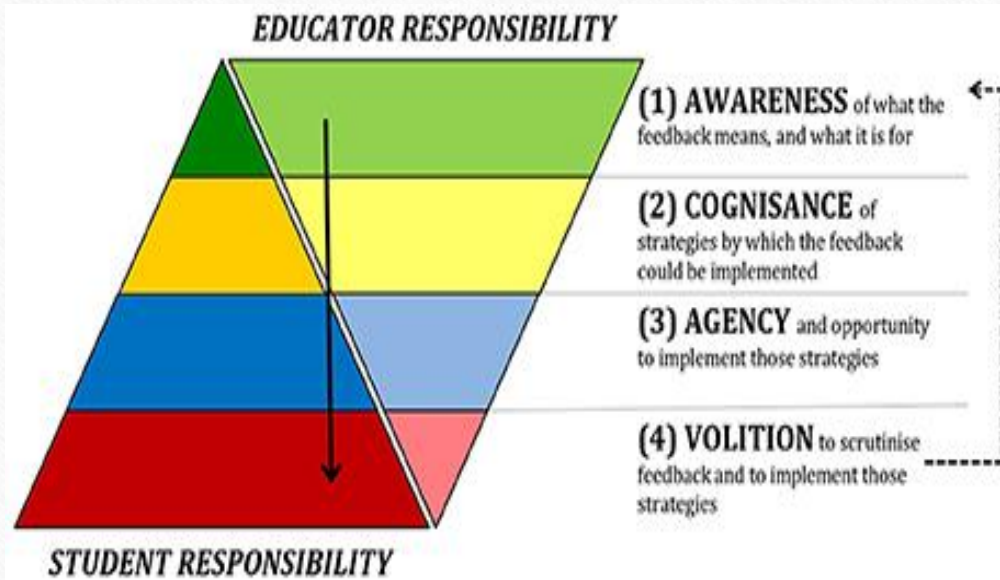 EDUCATOR RESPONSIBILITY
(1) AWARENESS of what the
feedback means, and what it is for
(2) COGNISANCE of
strategies by which the feedback
could be implemented
(3) AGENCY and opportunity
to implement those strategies
(4) VOLITION to scrutinise
feedback and to implement those
strategies
STUDENT RESPONSIBILITY